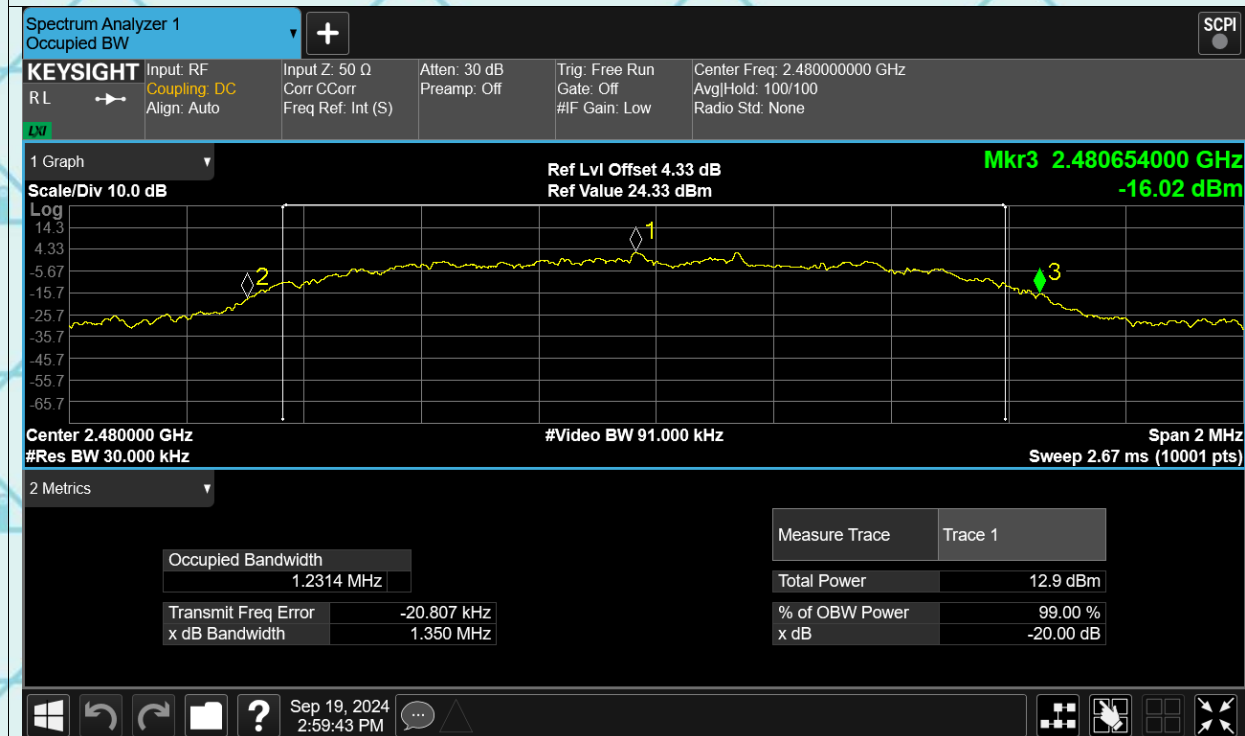 Spectrum Analyzer 1
Occupied BW
+
SCPI
KEYSIGHT
RL
LXI
Input: RF
Coupling: DC
Align: Auto
Input Z: 50 Ω
Corr CCorr
Freq Ref: Int (S)
Atten: 30 dB
Preamp: Off
Trig: Free Run
Gate: Off
#IF Gain: Low
Center Freq: 2.480000000 GHz
Avg|Hold: 100/100
Radio Std: None
1 Graph
Scale/Div 10.0 dB
Ref Lvl Offset 4.33 dB
Ref Value 24.33 dBm
Mkr3 2.480654000 GHz
-16.02 dBm
Log
14.3
4.33
-5.67
-15.7
-25.7
-35.7
-45.7
-55.7
-65.7
1
2
3
Center 2.480000 GHz
#Video BW 91.000 kHz
Span 2 MHz
#Res BW 30.000 kHz
Sweep 2.67 ms (10001 pts)
2 Metrics
Occupied Bandwidth
1.2314 MHz
Transmit Freq Error -20.807 kHz
x dB Bandwidth 1.350 MHz
Measure Trace Trace 1
Total Power 12.9 dBm
% of OBW Power 99.00 %
x dB -20.00 dB
?
Sep 19, 2024
2:59:43 PM